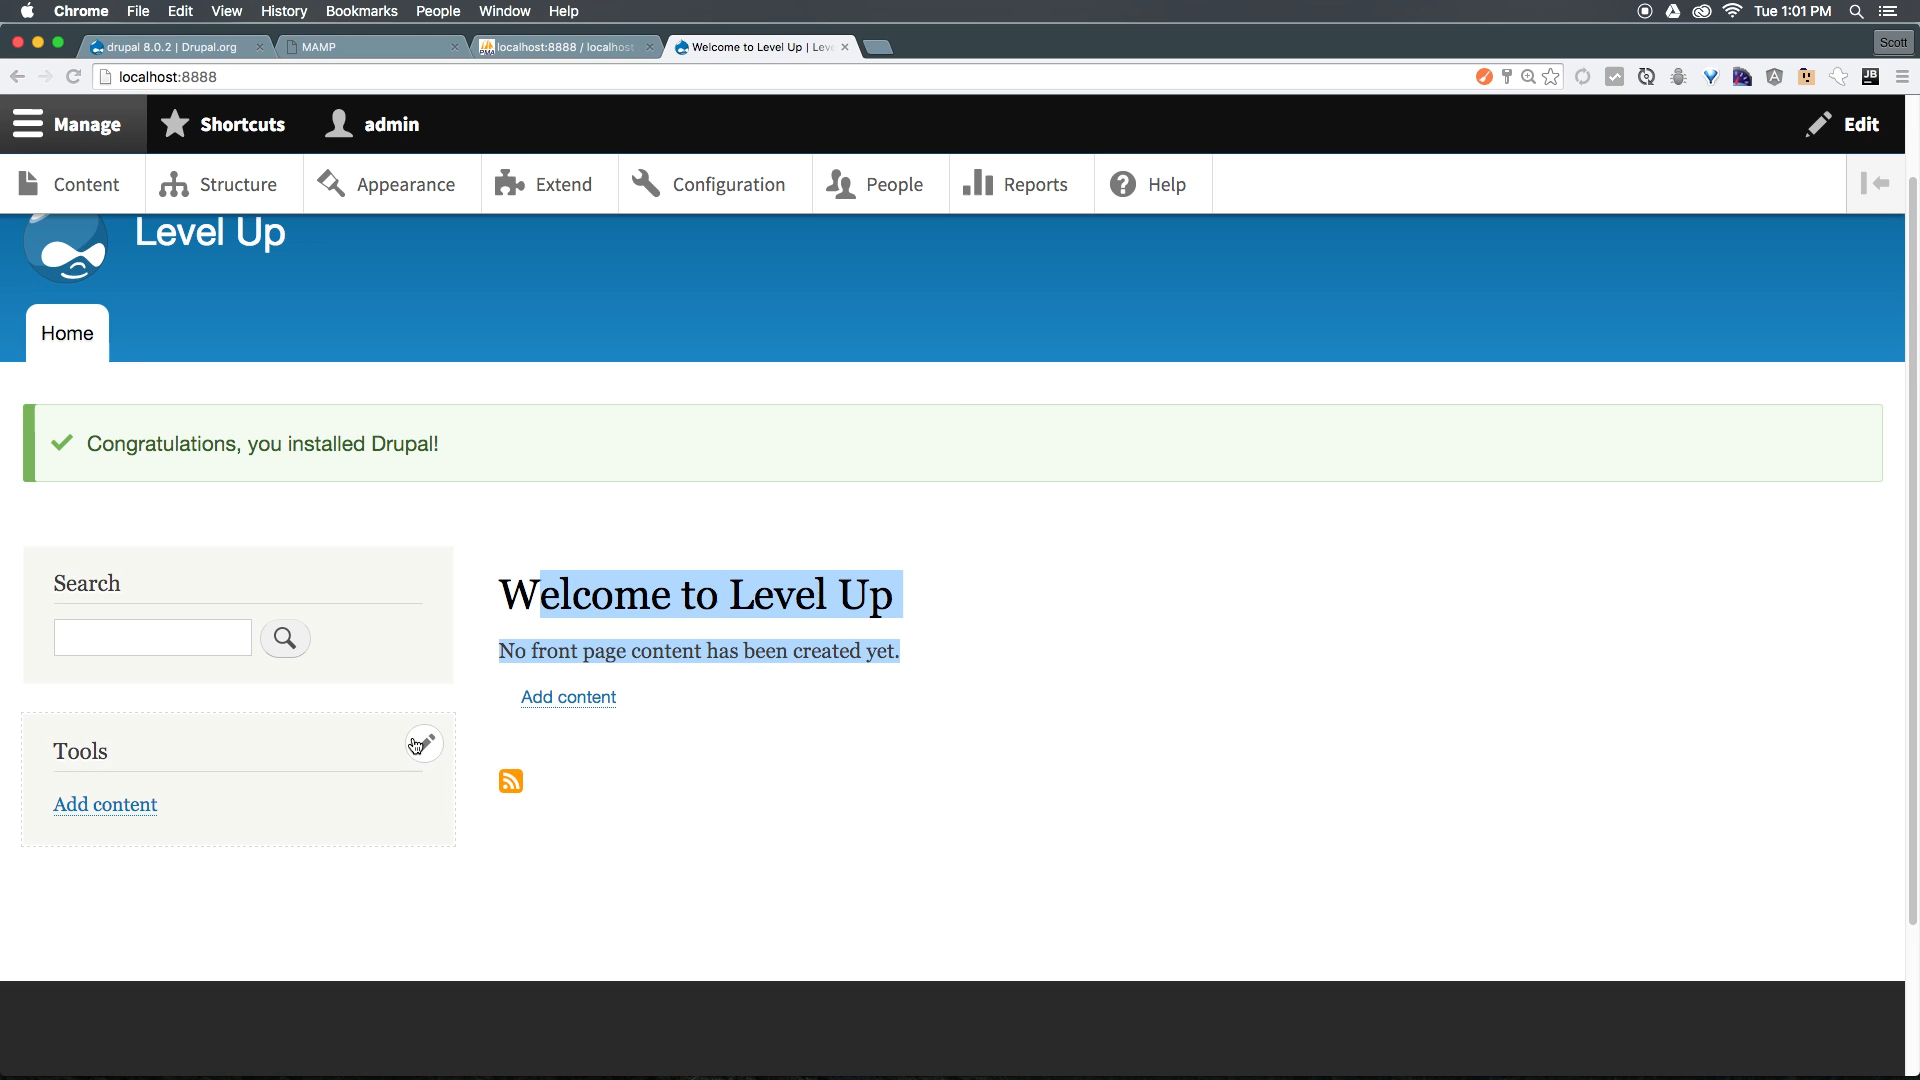 Chrome File Edit View History Bookmarks People Window Help Tue 1:01 PM
drupal 8.0.2 | Drupal.org MAMP localhost:8888 / localhos Welcome to Level Up | Lev Scott
localhost:8888 JB
Manage Shortcuts admin Edit
Content Structure Appearance Extend Configuration People Reports Help
Level Up
Home
Congratulations, you installed Drupal!
Search
Welcome to Level Up
No front page content has been created yet.
Add content
Tools
Add content